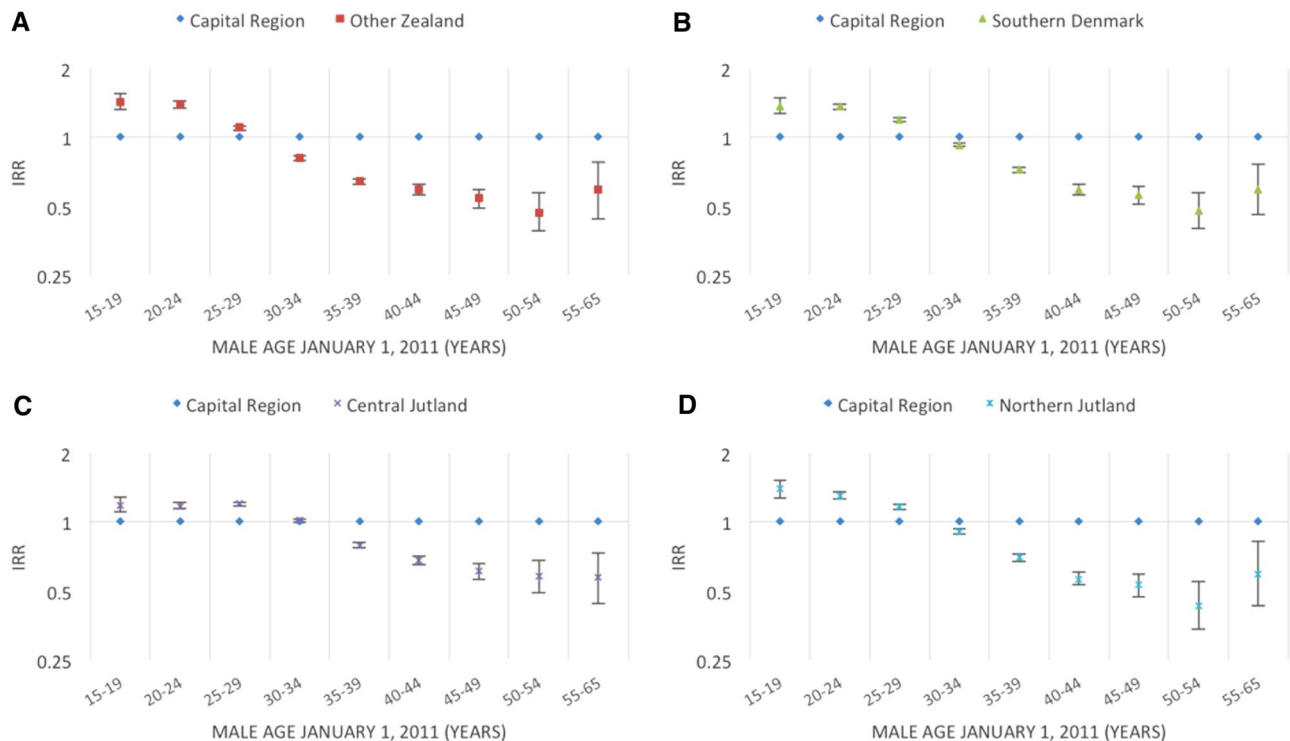 A
Capital Region Other Zealand
2
1
0.5
0.25
IRR
15-19 20-24 25-29 30-34 35-39 40-44 45-49 50-54 55-65
MALE AGE JANUARY 1, 2011 (YEARS)
B
Capital Region Southern Denmark
2
1
0.5
0.25
IRR
15-19 20-24 25-29 30-34 35-39 40-44 45-49 50-54 55-65
MALE AGE JANUARY 1, 2011 (YEARS)
C
Capital Region Central Jutland
2
1
0.5
0.25
IRR
15-19 20-24 25-29 30-34 35-39 40-44 45-49 50-54 55-65
MALE AGE JANUARY 1, 2011 (YEARS)
D
Capital Region Northern Jutland
2
1
0.5
0.25
IRR
15-19 20-24 25-29 30-34 35-39 40-44 45-49 50-54 55-65
MALE AGE JANUARY 1, 2011 (YEARS)